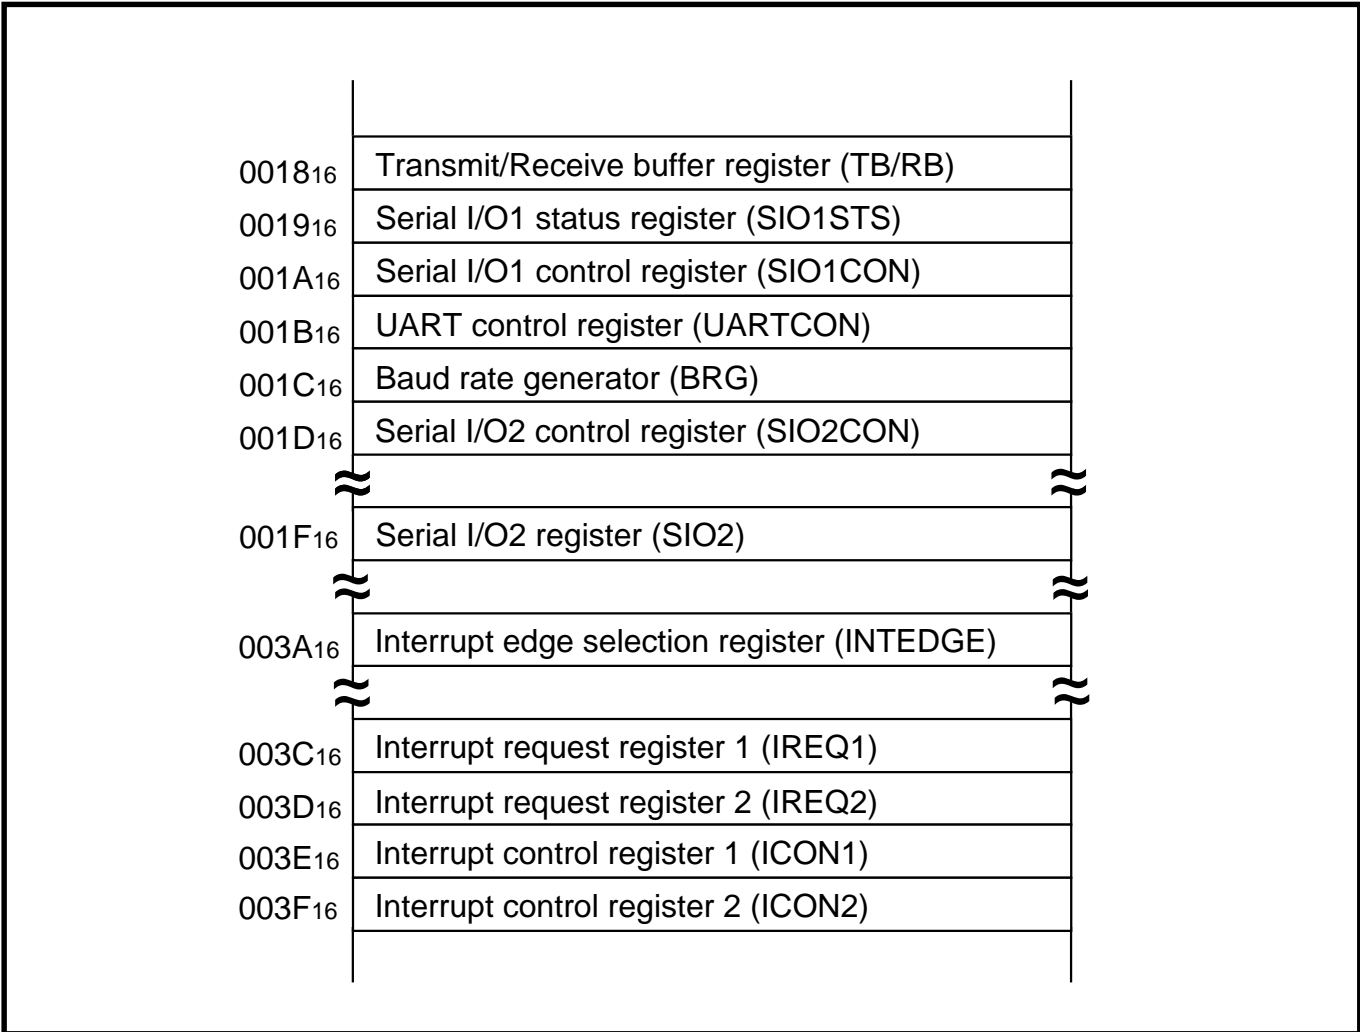 0018₁₆ Transmit/Receive buffer register (TB/RB)
0019₁₆ Serial I/O1 status register (SIO1STS)
001A₁₆ Serial I/O1 control register (SIO1CON)
001B₁₆ UART control register (UARTCON)
001C₁₆ Baud rate generator (BRG)
001D₁₆ Serial I/O2 control register (SIO2CON)
001F₁₆ Serial I/O2 register (SIO2)
003A₁₆ Interrupt edge selection register (INTEDGE)
003C₁₆ Interrupt request register 1 (IREQ1)
003D₁₆ Interrupt request register 2 (IREQ2)
003E₁₆ Interrupt control register 1 (ICON1)
003F₁₆ Interrupt control register 2 (ICON2)